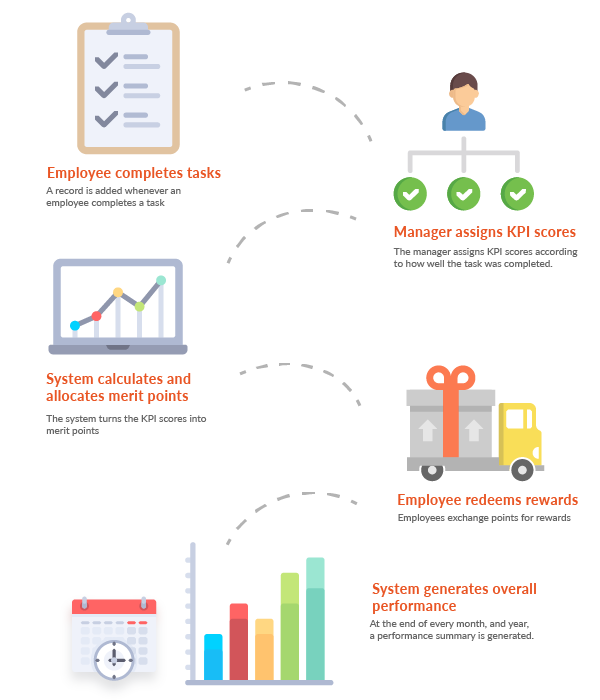 Employee completes tasks
A record is added whenever an
employee completes a task
Manager assigns KPI scores
The manager assigns KPI scores according
to how well the task was completed.
System calculates and
allocates merit points
The system turns the KPI scores into
merit points
Employee redeems rewards
Employees exchange points for rewards
System generates overall
performance
At the end of every month, and year,
a performance summary is generated.